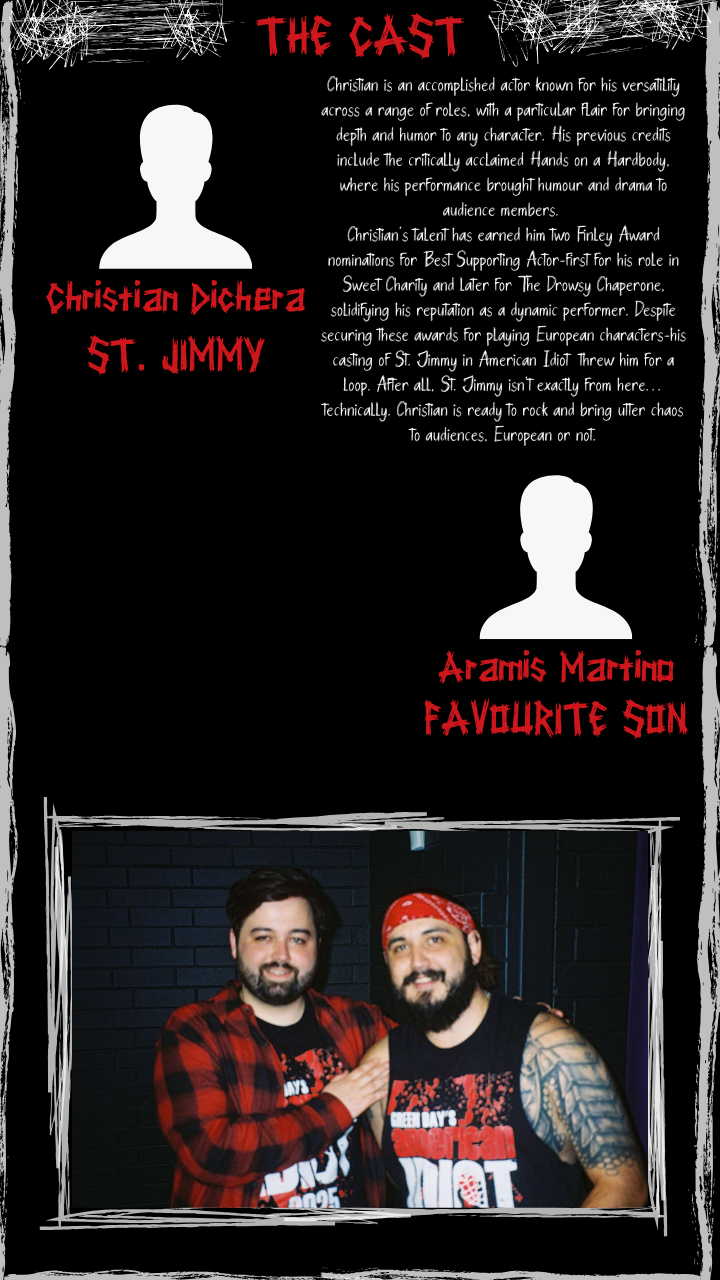 THE CAST
Christian is an accomplished actor known for his versatility
across a range of roles, with a particular flair for bringing
depth and humor to any character. His previous credits
include the critically acclaimed Hands on a Hardbody,
where his performance brought humour and drama to
audience members.
Christian's talent has earned him two Finley Award
nominations for Best Supporting Actor-first for his role in
Sweet Charity and later for The Drowsy Chaperone,
solidifying his reputation as a dynamic performer. Despite
securing these awards for playing European characters-his
casting of St. Jimmy in American Idiot threw him for a
loop. After all, St. Jimmy isn't exactly from here...
technically. Christian is ready to rock and bring utter chaos
to audiences, European or not.
Christian Dichera
ST. JIMMY
Aramis Martino
FAVOURITE SON
DAY'S
IDIOT
2025
GREEN DAY'S
american
IDIOT